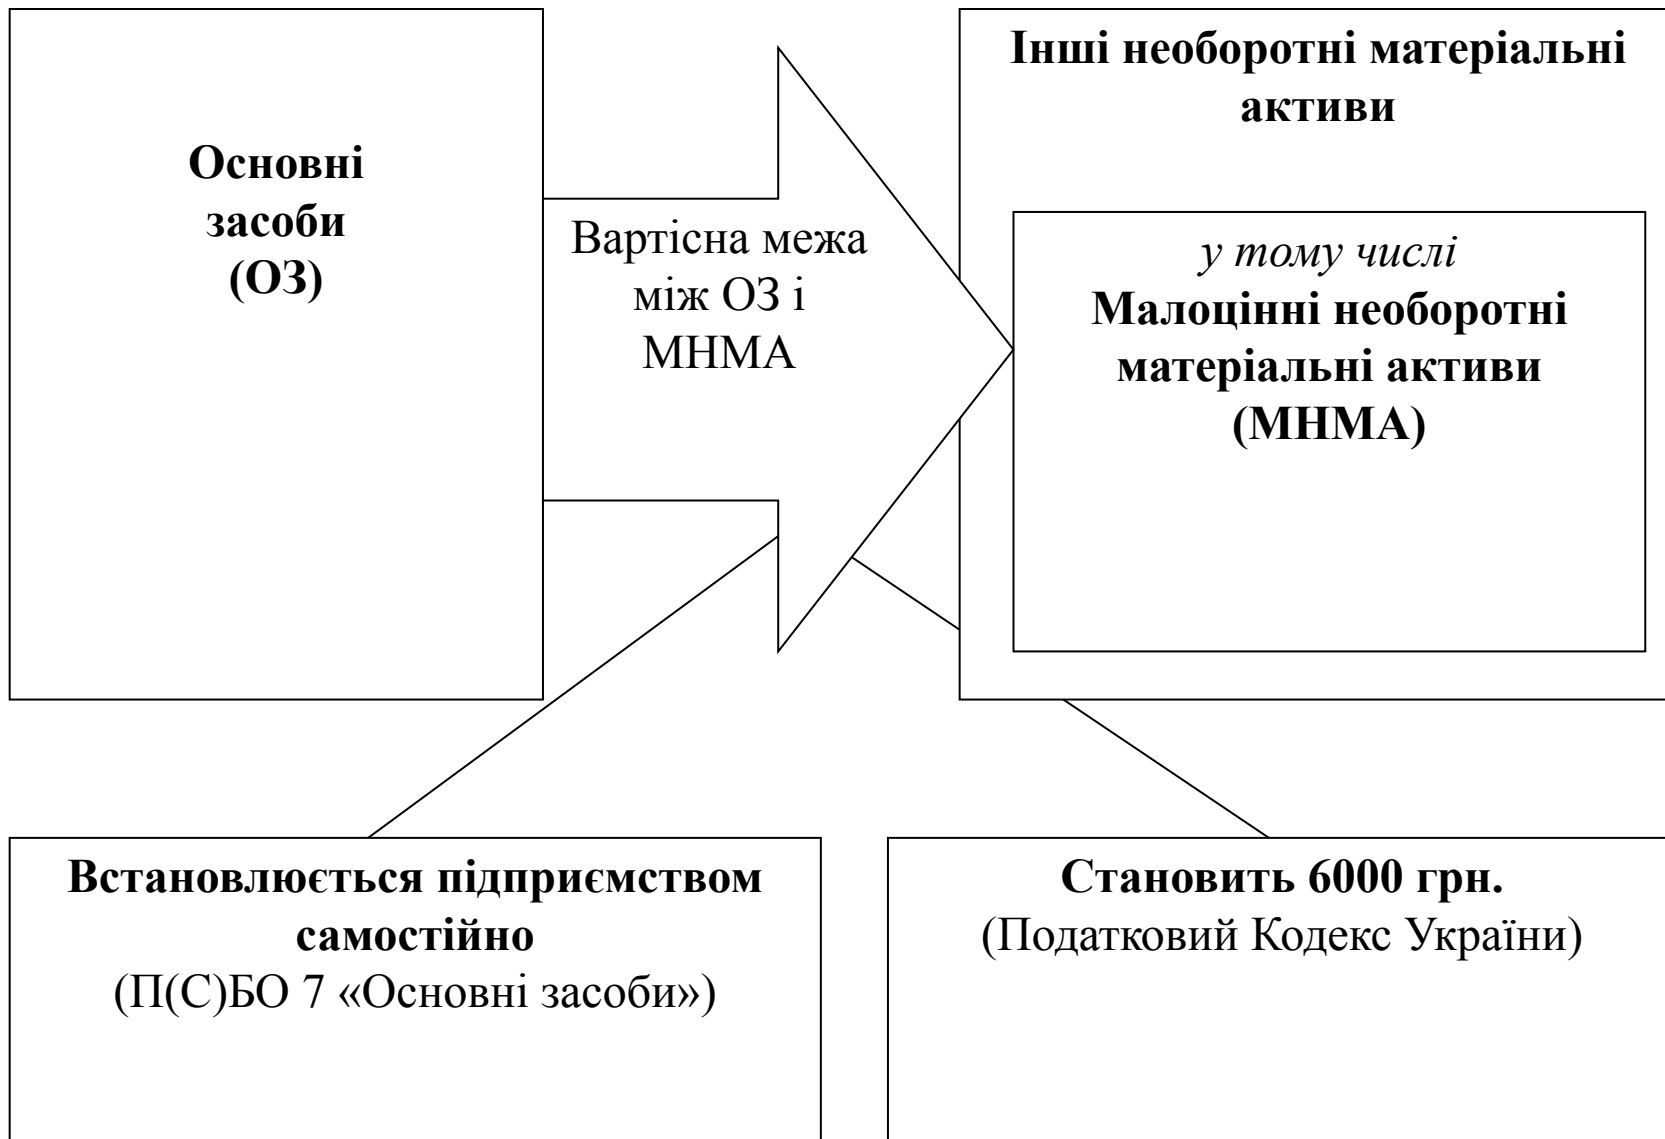 Основні
засоби
(ОЗ)
Вартісна межа
між ОЗ і
МНМА
Інші необоротні матеріальні
активи
у тому числі
Малоцінні необоротні
матеріальні активи
(МНМА)
Встановлюється підприємством
самостійно
(П(С)БО 7 «Основні засоби»)
Становить 6000 грн.
(Податковий Кодекс України)